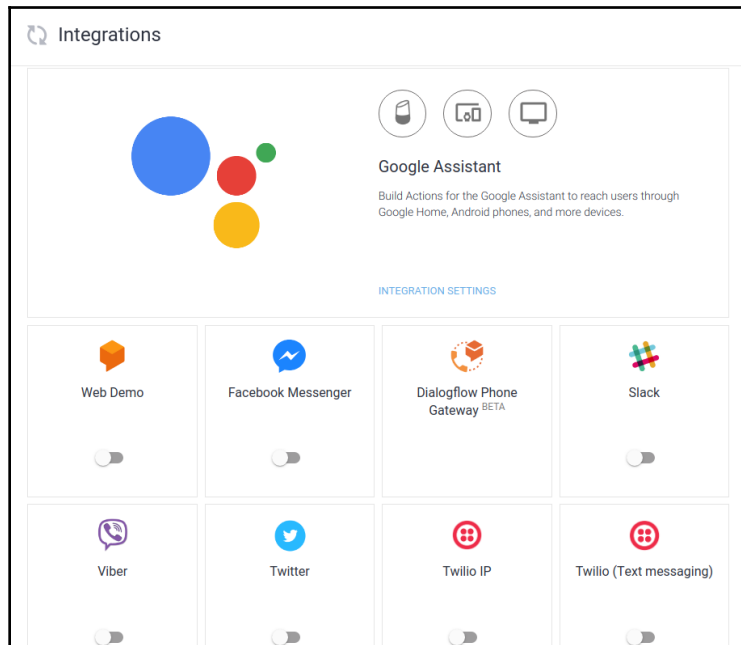 Integrations
Google Assistant
Build Actions for the Google Assistant to reach users through
Google Home, Android phones, and more devices.
INTEGRATION SETTINGS
Web Demo
Facebook Messenger
Dialogflow Phone
Gateway BETA
Slack
Viber
Twitter
Twilio IP
Twilio (Text messaging)